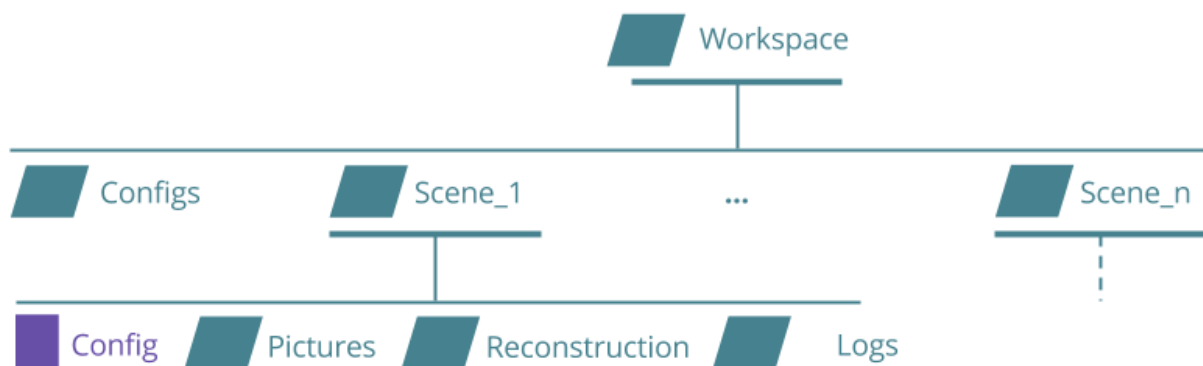 Workspace
Configs Scene_1 ... Scene_n
Config Pictures Reconstruction Logs